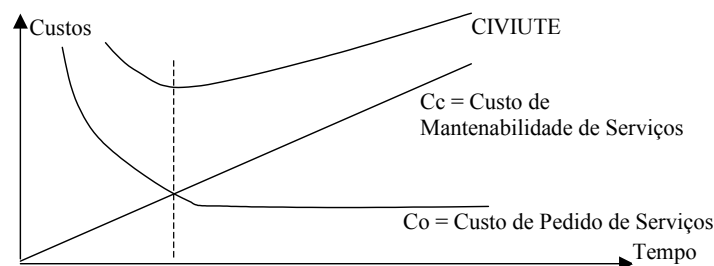 Custos
CIVIUTE
Cc = Custo de
Mantenabilidade de Serviços
Co = Custo de Pedido de Serviços
Tempo